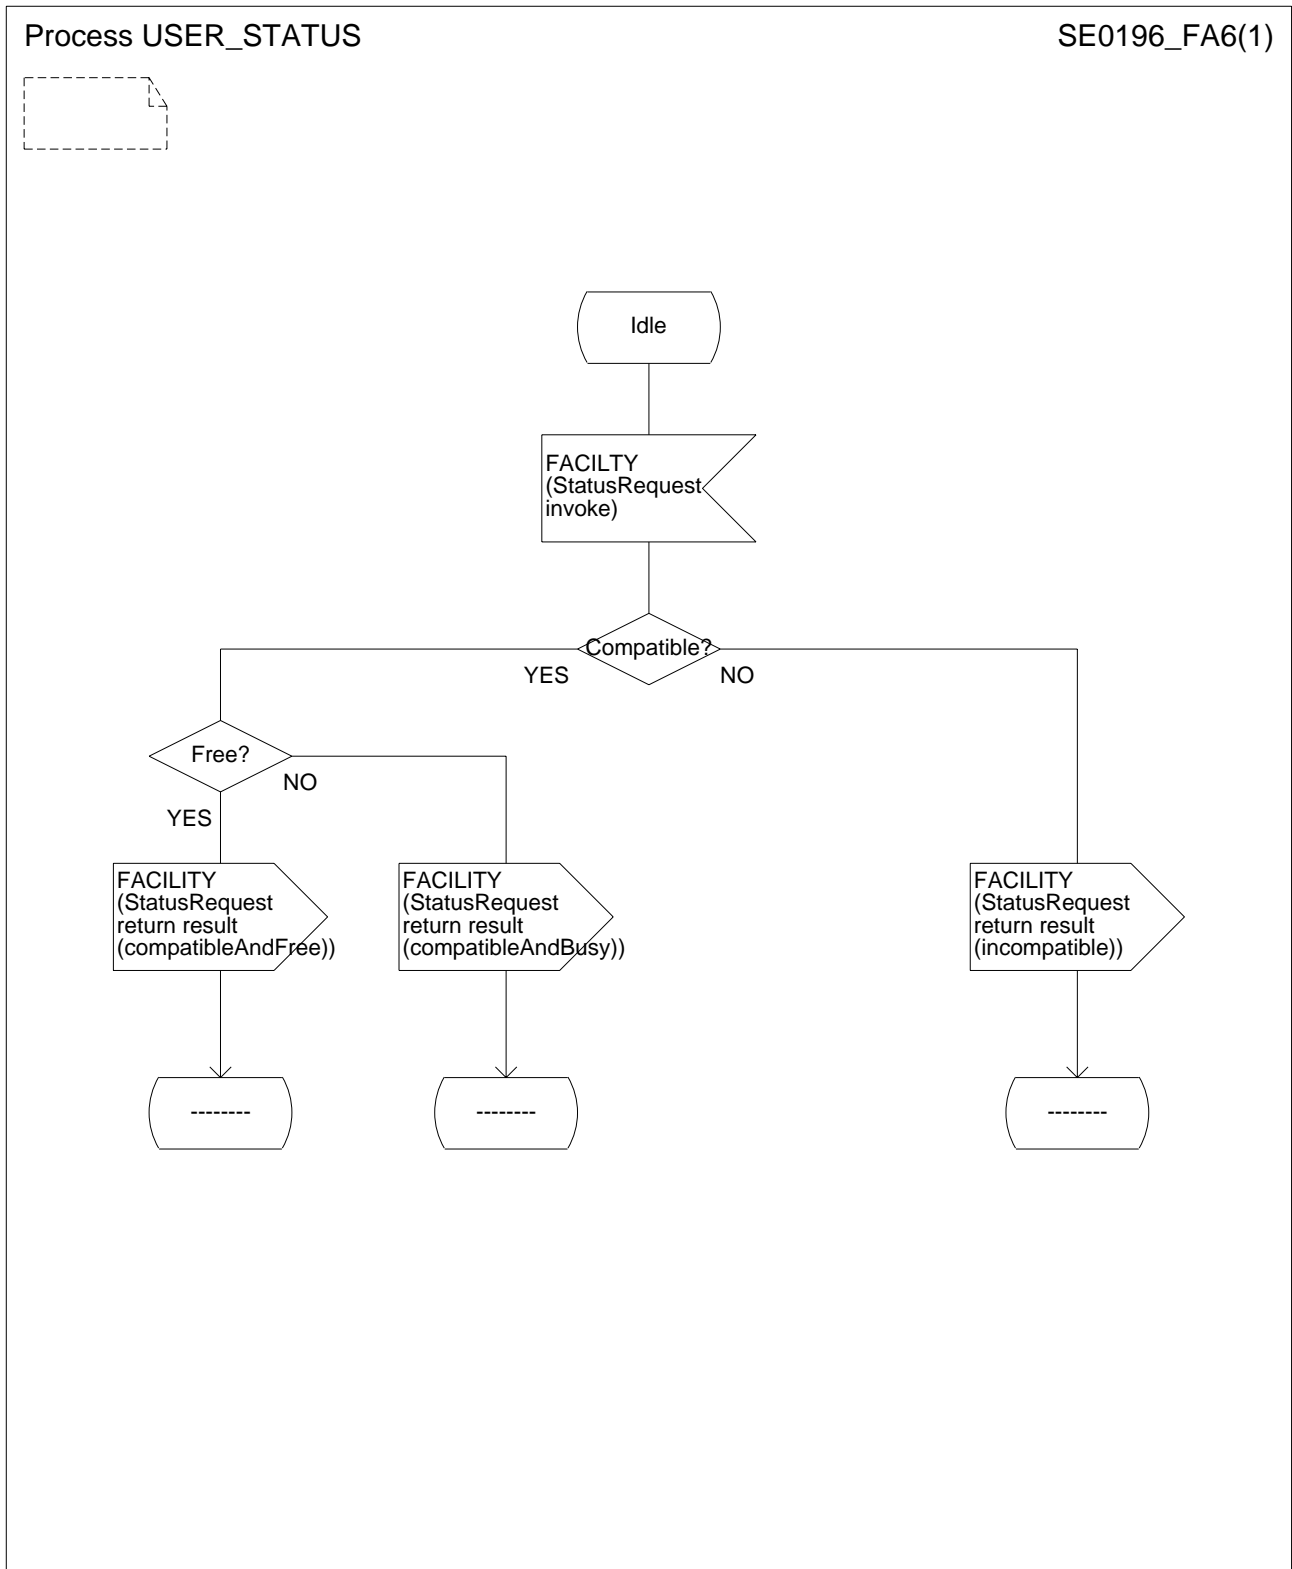 Process USER_STATUS
SE0196_FA6(1)
Idle
FACILTY
(StatusRequest
invoke)
Compatible?
YES
NO
Free?
NO
YES
FACILITY
(StatusRequest
return result
(compatibleAndFree))
FACILITY
(StatusRequest
return result
(compatibleAndBusy))
FACILITY
(StatusRequest
return result
(incompatible))
--------
--------
--------